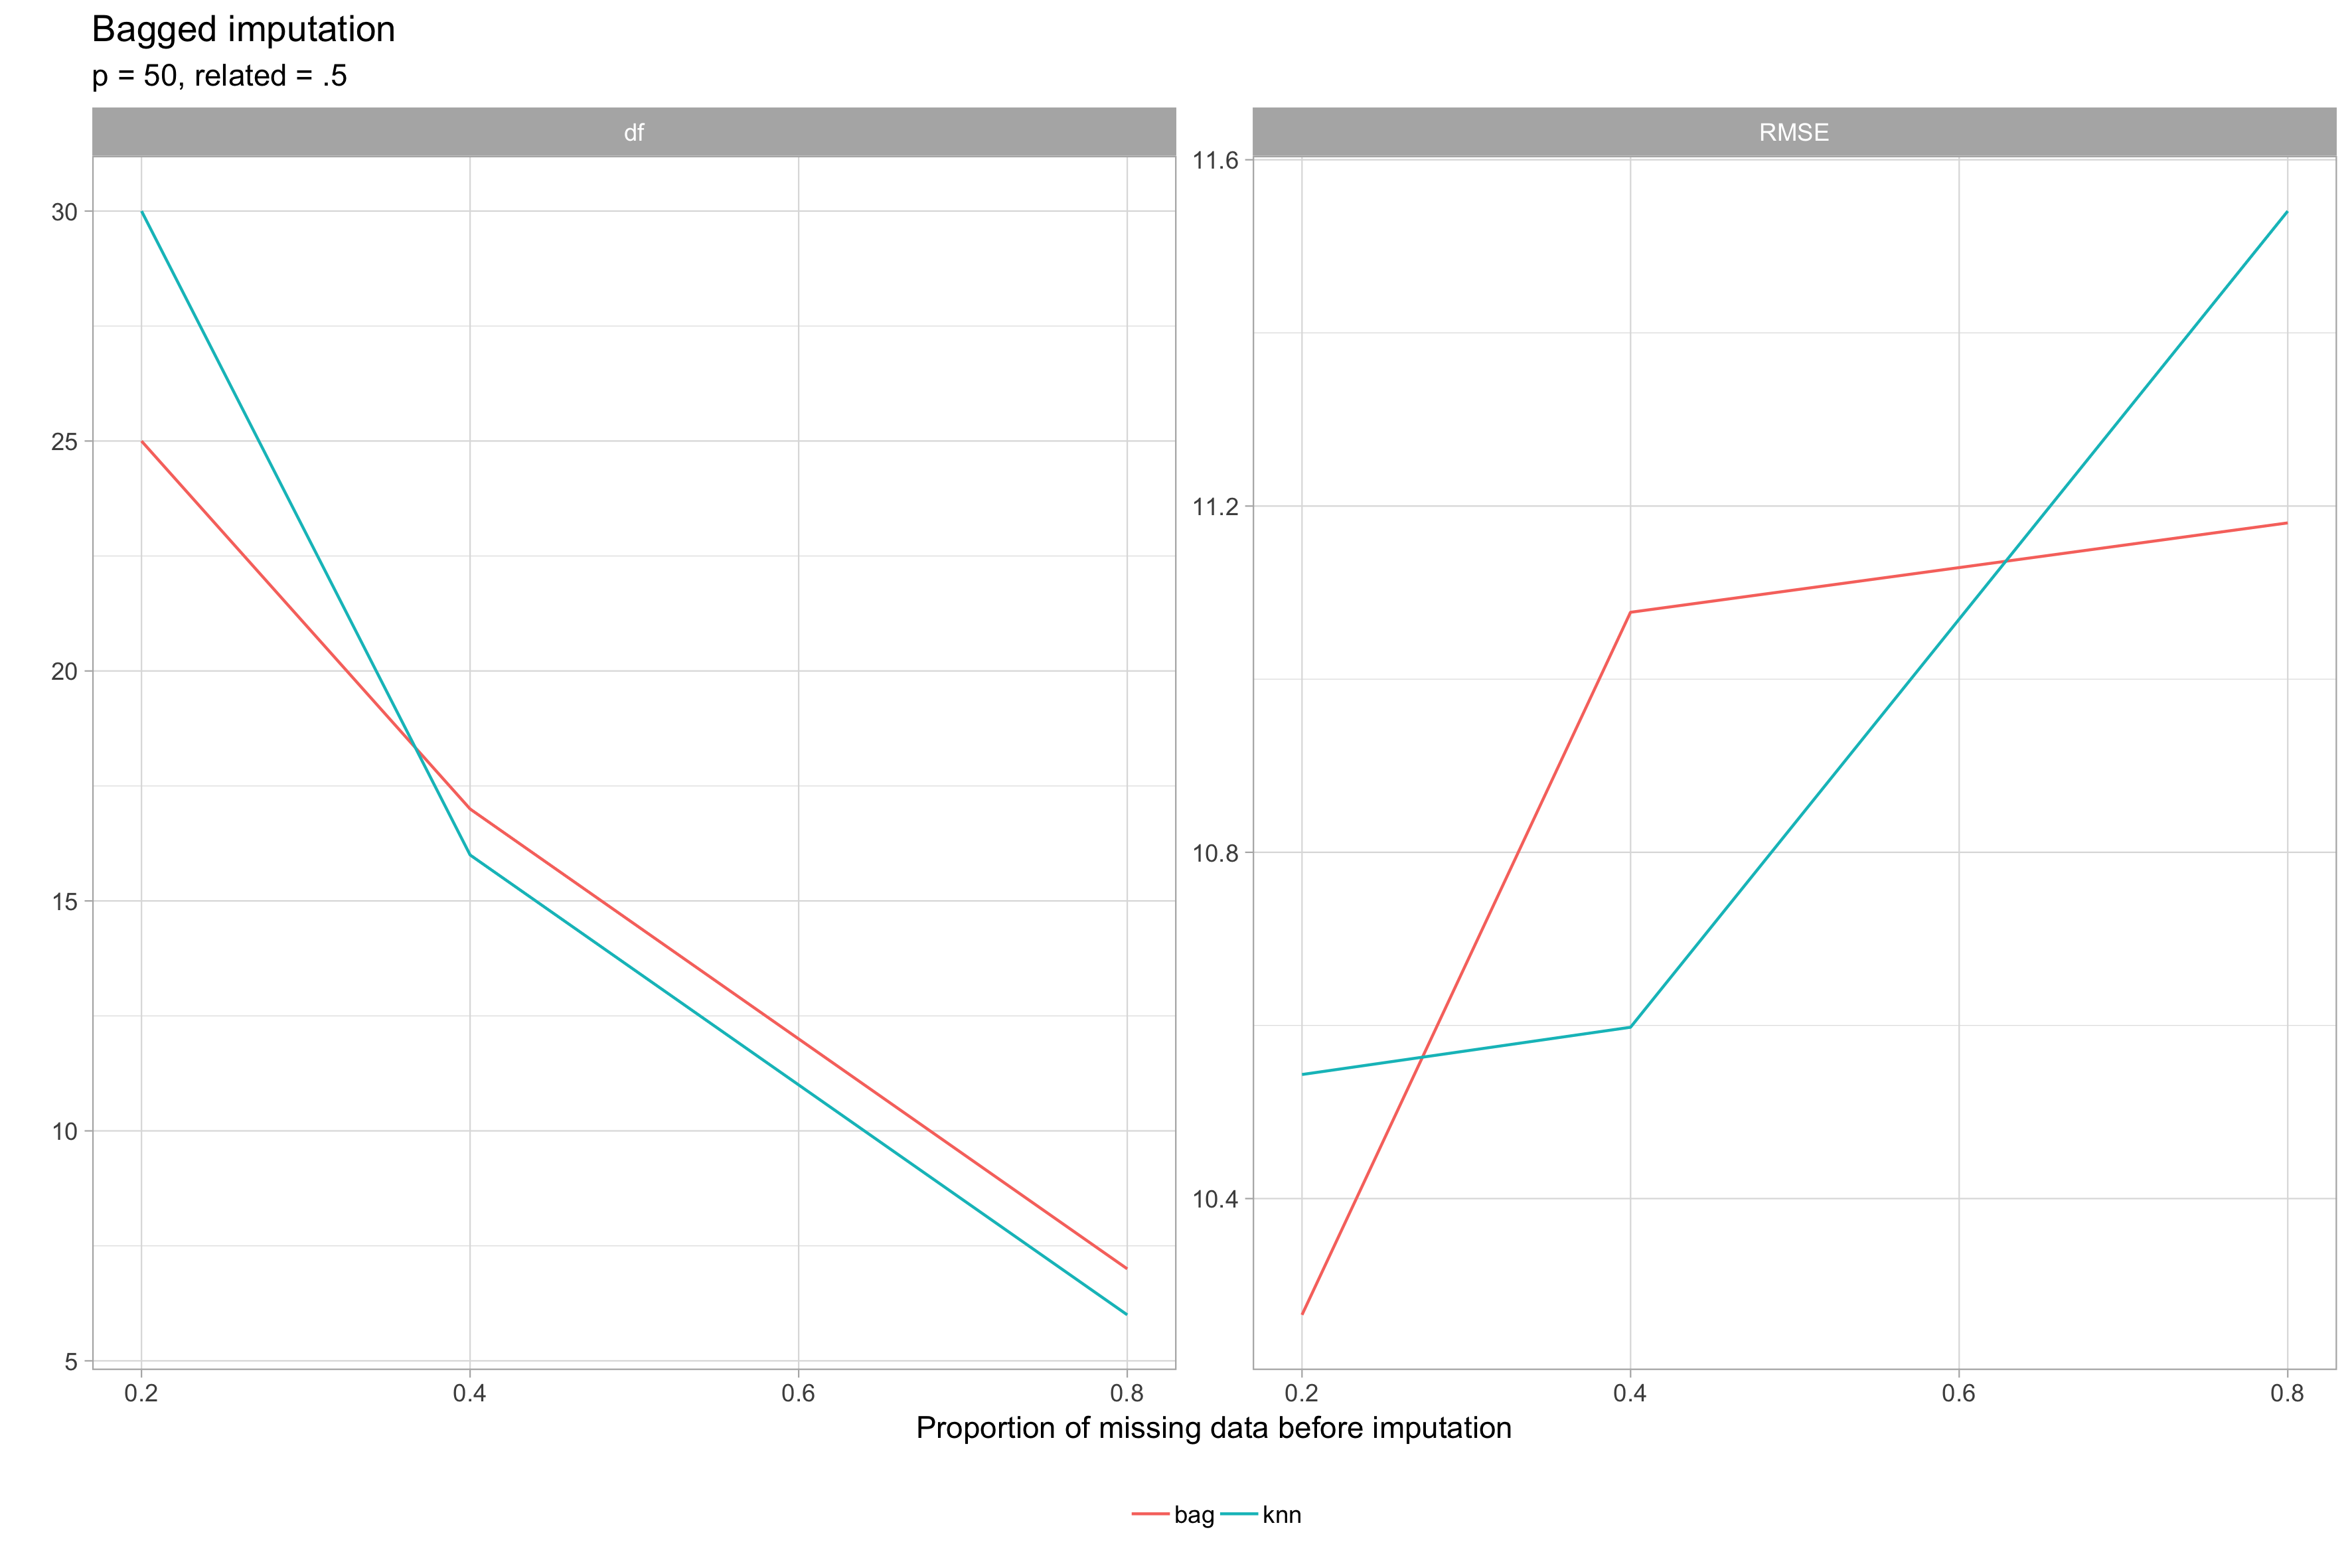 Bagged imputation
p = 50, related = .5
df
RMSE
30
25
20
15
10
5
11.6
11.2
10.8
10.4
0.2 0.4 0.6 0.8
0.2 0.4 0.6 0.8
Proportion of missing data before imputation
bag knn